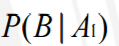 P(B | A₁)